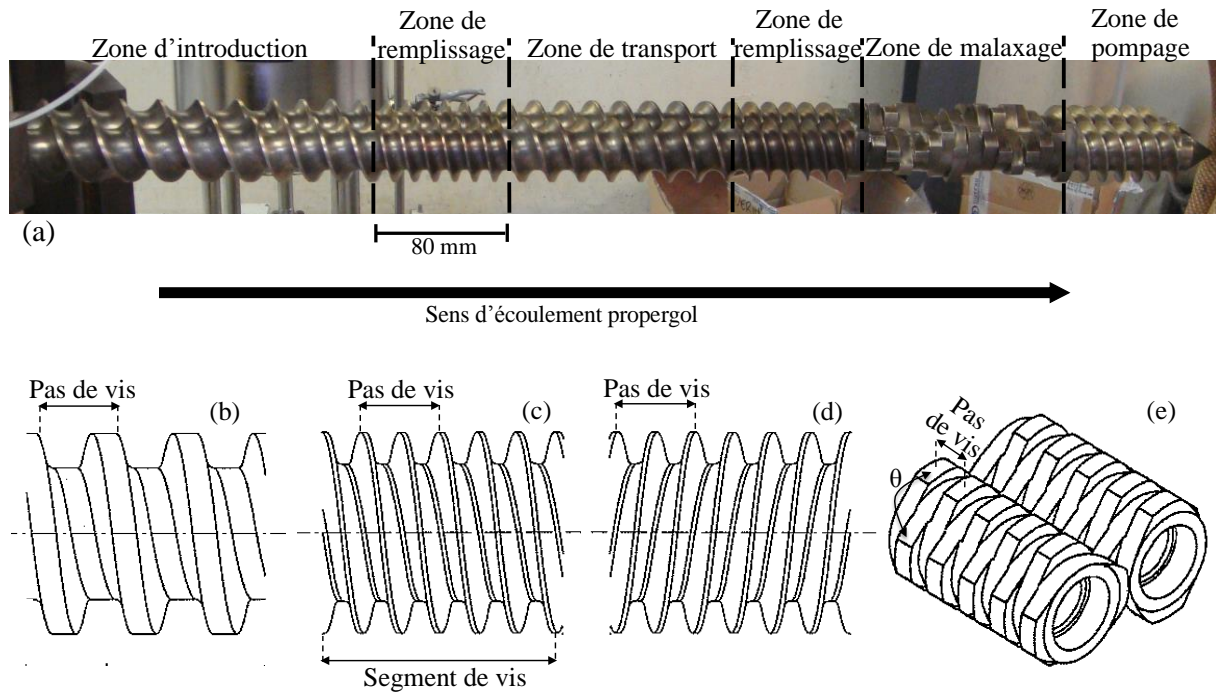 Zone d'introduction
Zone de
remplissage
Zone de transport
Zone de
remplissage
Zone de malaxage
Zone de
pompage
(a)
80 mm
Sens d'écoulement propergol
Pas de vis
(b)
Pas de vis
(c)
Segment de vis
Pas de vis
(d)
Pas
de vis
θ
(e)